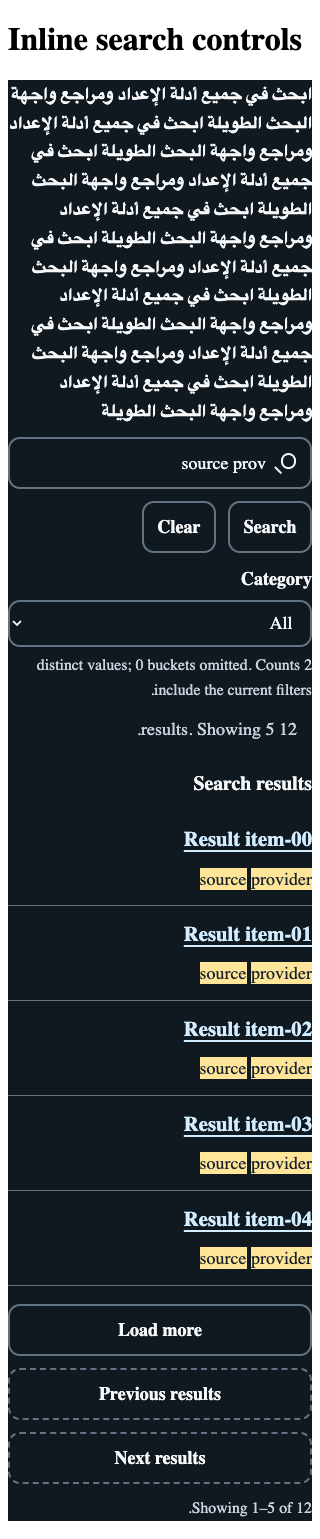 Inline search controls
ابحث في جميع أدلة الإعداد ومراجع واجهة
البحث الطويلة ابحث في جميع أدلة الإعداد
ومراجع واجهة البحث الطويلة ابحث في
جميع أدلة الإعداد ومراجع واجهة البحث
الطويلة ابحث في جميع أدلة الإعداد
ومراجع واجهة البحث الطويلة ابحث في
جميع أدلة الإعداد ومراجع واجهة البحث
الطويلة ابحث في جميع أدلة الإعداد
ومراجع واجهة البحث الطويلة ابحث في
جميع أدلة الإعداد ومراجع واجهة البحث
الطويلة ابحث في جميع أدلة الإعداد
ومراجع واجهة البحث الطويلة
source prov
Search
Clear
Category
All
2 distinct values; 0 buckets omitted. Counts
include the current filters.
12 results. Showing 5.
Search results
Result item-00
source provider
Result item-01
source provider
Result item-02
source provider
Result item-03
source provider
Result item-04
source provider
Load more
Previous results
Next results
Showing 1–5 of 12.